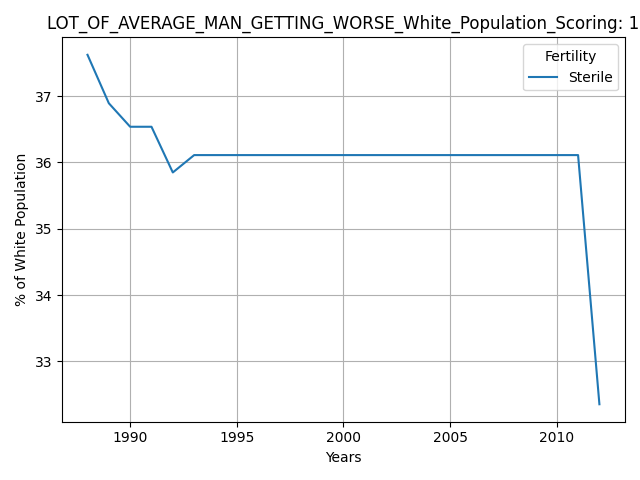 LOT_OF_AVERAGE_MAN_GETTING_WORSE_White_Population_Scoring: 1
Fertility
Sterile
37
36
35
34
33
% of White Population
1990 1995 2000 2005 2010
Years